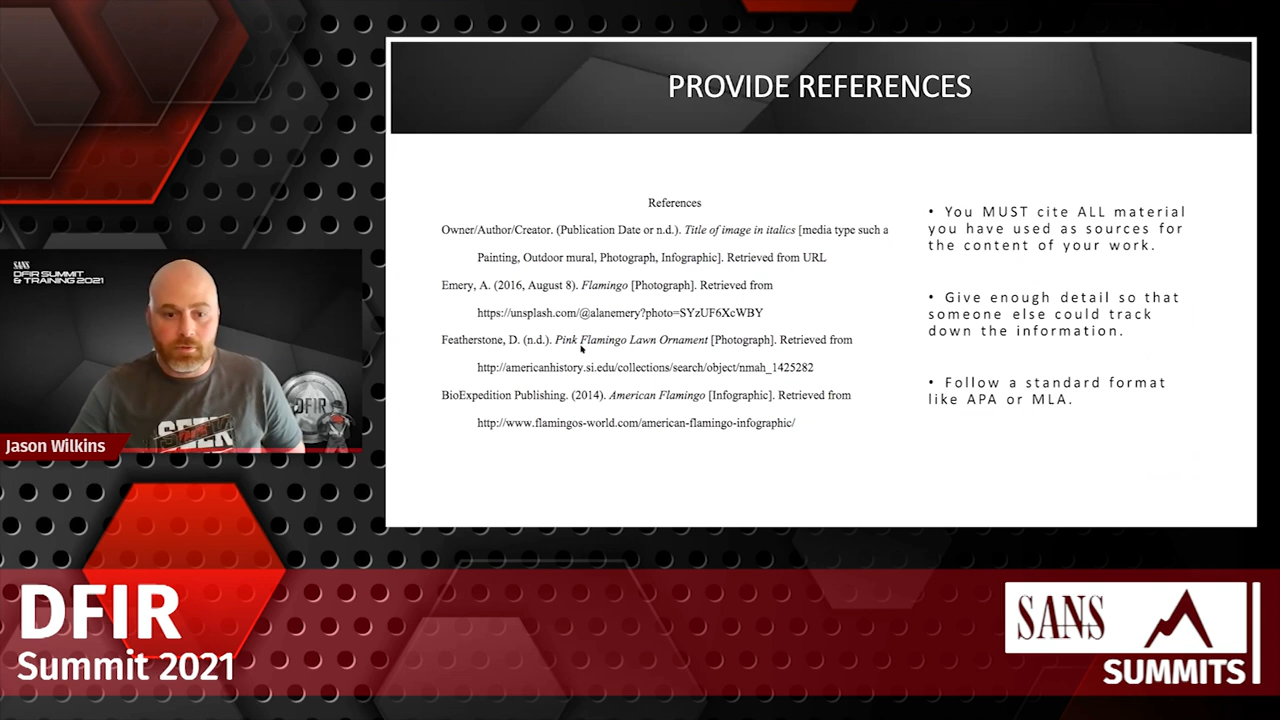 PROVIDE REFERENCES
References
Owner/Author/Creator. (Publication Date or n.d.). Title of image in italics [media type such a
Painting, Outdoor mural, Photograph, Infographic]. Retrieved from URL
Emery, A. (2016, August 8). Flamingo [Photograph]. Retrieved from
https://unsplash.com/@alanemery?photo=SYzUF6XcWBY
Featherstone, D. (n.d.). Pink Flamingo Lawn Ornament [Photograph]. Retrieved from
http://americanhistory.si.edu/collections/search/object/nmah_1425282
BioExpedition Publishing. (2014). American Flamingo [Infographic]. Retrieved from
http://www.flamingos-world.com/american-flamingo-infographic/
• You MUST cite ALL material
you have used as sources for
the content of your work.
• Give enough detail so that
someone else could track
down the information.
• Follow a standard format
like APA or MLA.
SANS
DFIR SUMMIT
& TRAINING 2021
DFIR
SEEK
Jason Wilkins
DFIR
Summit 2021
SANS
SUMMITS